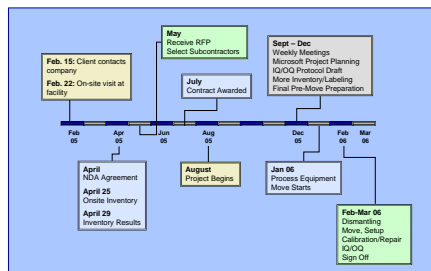 May
Receive RFP
Select Subcontractors
Sept – Dec
Weekly Meetings
Microsoft Project Planning
IQ/OQ Protocol Draft
More Inventory/Labeling
Final Pre-Move Preparation
Feb. 15: Client contacts
company
Feb. 22: On-site visit at
facility
July
Contract Awarded
Feb
05
Apr
05
Jun
05
Aug
05
Dec
05
Feb
06
Mar
06
April
NDA Agreement
April 25
Onsite Inventory
April 29
Inventory Results
August
Project Begins
Jan 06
Process Equipment
Move Starts
Feb-Mar 06
Dismantling
Move, Setup
Calibration/Repair
IQ/OQ
Sign Off